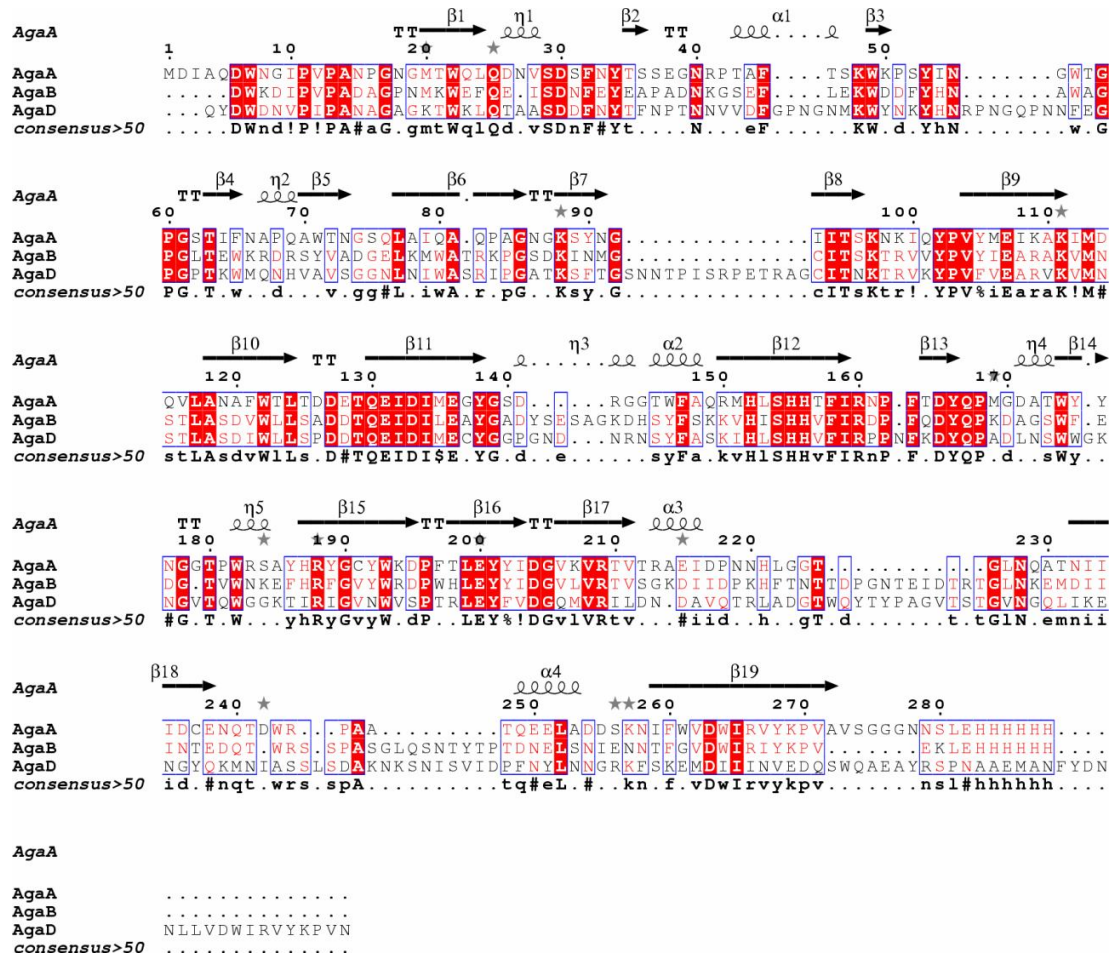 AgaA TT β1 η1 β2 TT α1 β3
1 10 20 30 40 50
AgaA MDIAQDWNGIPVPANPGNGMTWQLQDNVSDSFNYTSSEGNRPTAF....TSKWKPSYIN.......GWTG
AgaB .....DWKDIPVPADAGPNMKWEFQE.ISDNFEYEAPADNKGSEF....LEKWDDFYHN.......AWAG
AgaD ...QYDWDNVPIPANAGAGKTWKLQTAASDDFNYTFNPTNNVVDFGPNGNMKWYNKYHNRPNGQPNNFEG
consensus>50 .....DWnd!P!PA#aG.gmtWqlQd.vSDnF#Yt....N...eF......KW.d.YhN........w.G
AgaA TT β4 η2 β5 β6 TT β7 β8 β9
60 70 80 90 100 110
AgaA PGSTIFNAPQAWTNGSQLAIQA.QPAGNGKSYNG...............IITSKNKIQYPVYMEIKAKIMD
AgaB PGLTEWKRDRSYVADGELKMWATRKPGSDKINMG...............CITSKTRVVYPVYIEARAKVMN
AgaD PGPTKWMQNHVAVSGGNLNIWASRIPGATKSFTGSNNTPISRPETRAGCITNKTRVKYPVFVEARVKVMN
consensus>50 PG.T.w..d...v.gg#L.iwA.r.pG..Ksy.G...............cITsKtr!.YPV%iEaraK!M#
AgaA β10 TT β11 η3 α2 β12 β13 η4 β14
120 130 140 150 160 170
AgaA QVLANAFWTLTDDETQEIDIMEGYGSD....RGGTWFAQRMHLSHHTFIRNP.FTDYQPMGDATWY.Y
AgaB STLASDVWLLSADDTQEIDILEAYGADYSESAGKDHSYFSKKVHISHHVFIRDP.FKDYQPKDAGSWF.E
AgaD STLASDIWLLSPDDTQEIDIMECYGGPGND..NRNSYFASKIHLSHHVFIRPPNFKDYQPADLNSWWGK
consensus>50 stLAsdvWlLs.D#TQEIDI$E.YG.d..e.....syFa.kvHlSHHvFIRnP.F.DYQP.d..sWy..
AgaA TT η5 β15 TT β16 TT β17 α3
180 190 200 210 220 230
AgaA NGGTPWRSAYHRYGCYWKDPFTLEYYIDGVKVRTVTRAEIDPNNHLGGT..............GLNQATNII
AgaB DG.TVWNKEFHRFGVYWRDPWHLEYYIDGVLVRTVSGKDIIDPKHFTNTTDPGNTEIDTRTGLNKEMDII
AgaD NGVTQWGGKTIRIGVNWVSPTRLEYFVDGQMVRILDN.DAVQTRLADGTWQYTYPAGVTSTGVNGQLIKE
consensus>50 #G.T.W...yhRyGvyW.dP..LEY%!DGvlVRtv...#iid.h.gT.d.......t.tGlN.emnii
AgaA β18 α4 β19
240 250 260 270 280
AgaA IDCENQTDWR..PAA..........TQEELADDSKNIFWVDWIRVYKPVAVSGGGNNSLEHHHHHH....
AgaB INTEDQT.WRS.SPASGLQSNTYTPTDNELSNIENNTFGVDWIRIYKPV........EKLEHHHHHH....
AgaD NGYQKMNIASSLSDAKNKSNISVIDPFNYLNNGRKFSKEMDIIINVEDQSWQAEAYRSPNAAEMANFYDN
consensus>50 id.#nqt.wrs.spA..........tq#eL.#..kn.f.vDwIrvykpv.......nsl#hhhhhh....
AgaA
AgaA ..............
AgaB ..............
AgaD NLLVDWIRVYKPVN
consensus>50 ..............